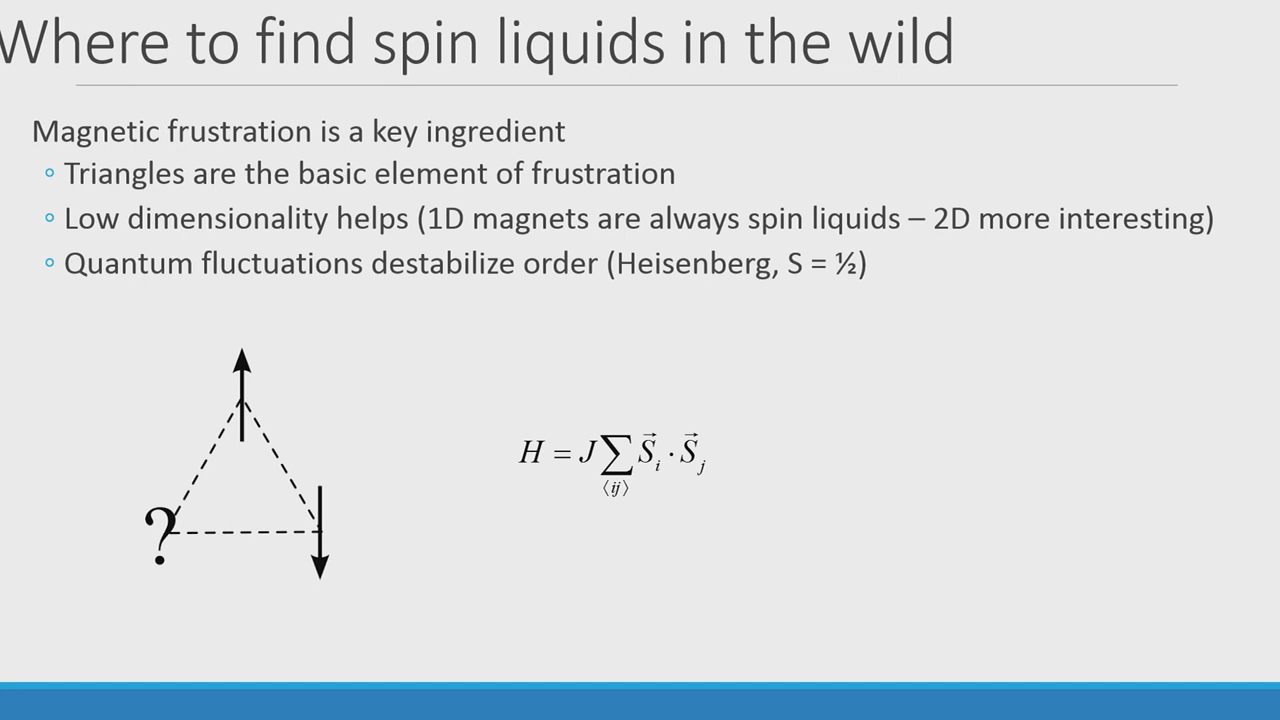 Where to find spin liquids in the wild
Magnetic frustration is a key ingredient
◦ Triangles are the basic element of frustration
◦ Low dimensionality helps (1D magnets are always spin liquids – 2D more interesting)
◦ Quantum fluctuations destabilize order (Heisenberg, S = ½)
?
H = J∑⟨ij⟩ S⃗i · S⃗j